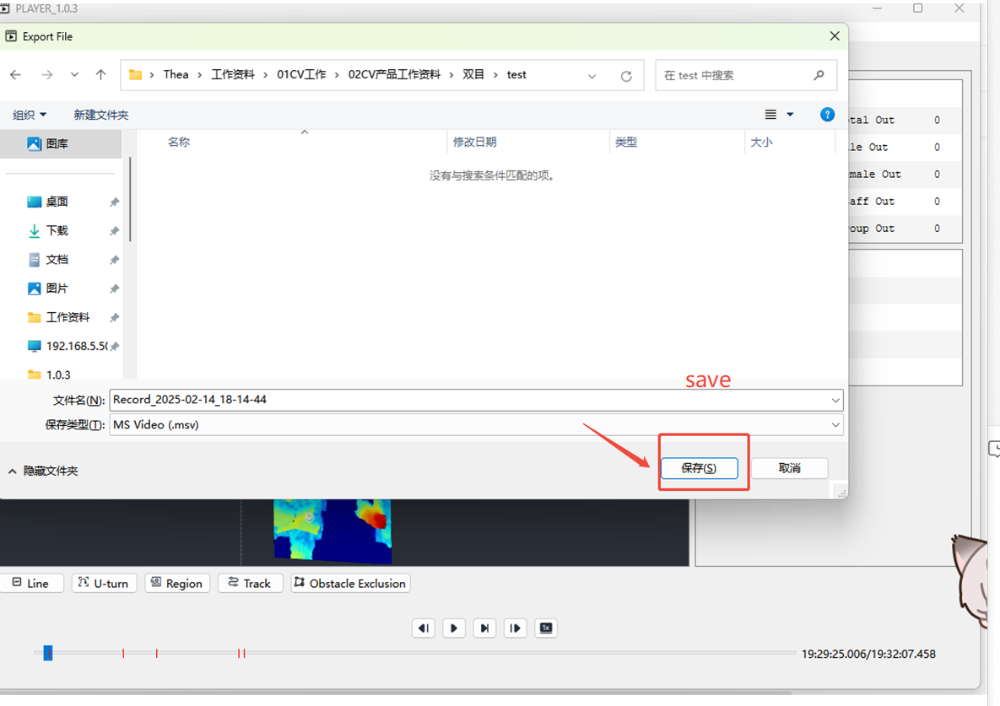 PLAYER_1.0.3
Export File
Thea › 工作资料 › 01CV工作 › 02CV产品工作资料 › 双目 › test
在 test 中搜索
组织 新建文件夹
图库
名称 修改日期 类型 大小
没有与搜索条件匹配的项。
桌面
下载
文档
图片
工作资料
192.168.5.50
1.0.3
tal Out 0
le Out 0
male Out 0
aff Out 0
oup Out 0
save
文件名(N): Record_2025-02-14_18-14-44
保存类型(T): MS Video (.msv)
隐藏文件夹 保存(S) 取消
Line U-turn Region Track Obstacle Exclusion
1x
19:29:25.006/19:32:07.458